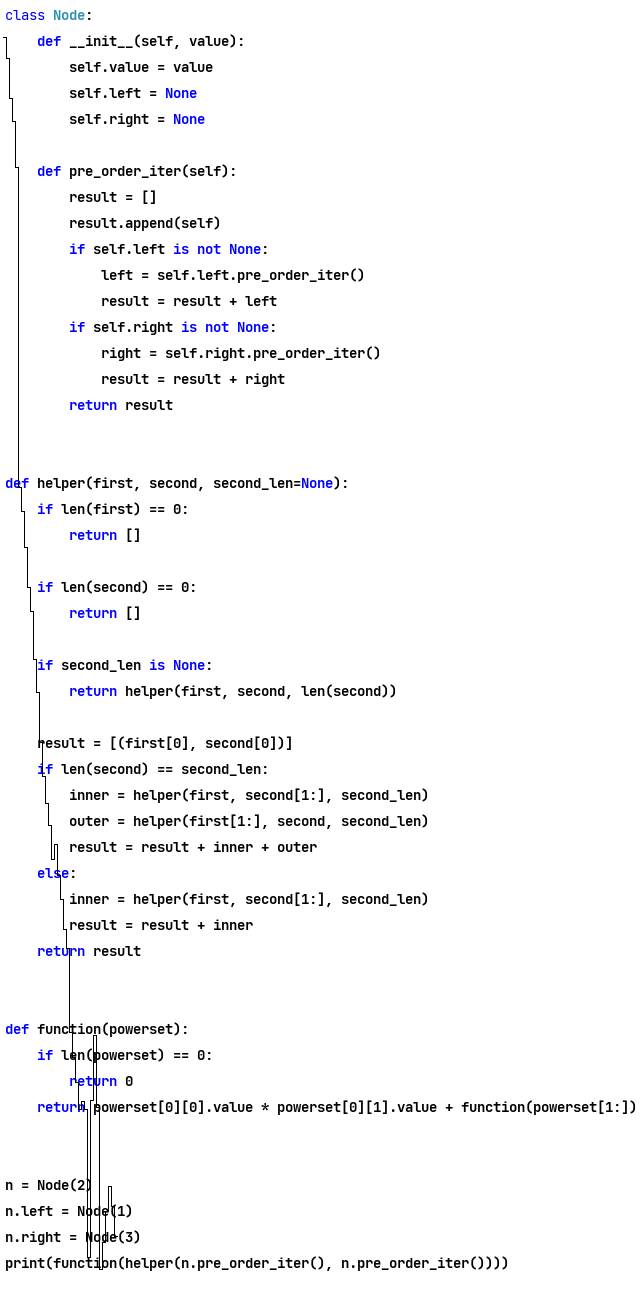 class Node:
    def __init__(self, value):
        self.value = value
        self.left = None
        self.right = None
    def pre_order_iter(self):
        result = []
        result.append(self)
        if self.left is not None:
            left = self.left.pre_order_iter()
            result = result + left
        if self.right is not None:
            right = self.right.pre_order_iter()
            result = result + right
        return result
def helper(first, second, second_len=None):
    if len(first) == 0:
        return []
    if len(second) == 0:
        return []
    if second_len is None:
        return helper(first, second, len(second))
    result = [(first[0], second[0])]
    if len(second) == second_len:
        inner = helper(first, second[1:], second_len)
        outer = helper(first[1:], second, second_len)
        result = result + inner + outer
    else:
        inner = helper(first, second[1:], second_len)
        result = result + inner
    return result
def function(powerset):
    if len(powerset) == 0:
        return 0
    return powerset[0][0].value * powerset[0][1].value + function(powerset[1:])
n = Node(2)
n.left = Node(1)
n.right = Node(3)
print(function(helper(n.pre_order_iter(), n.pre_order_iter())))